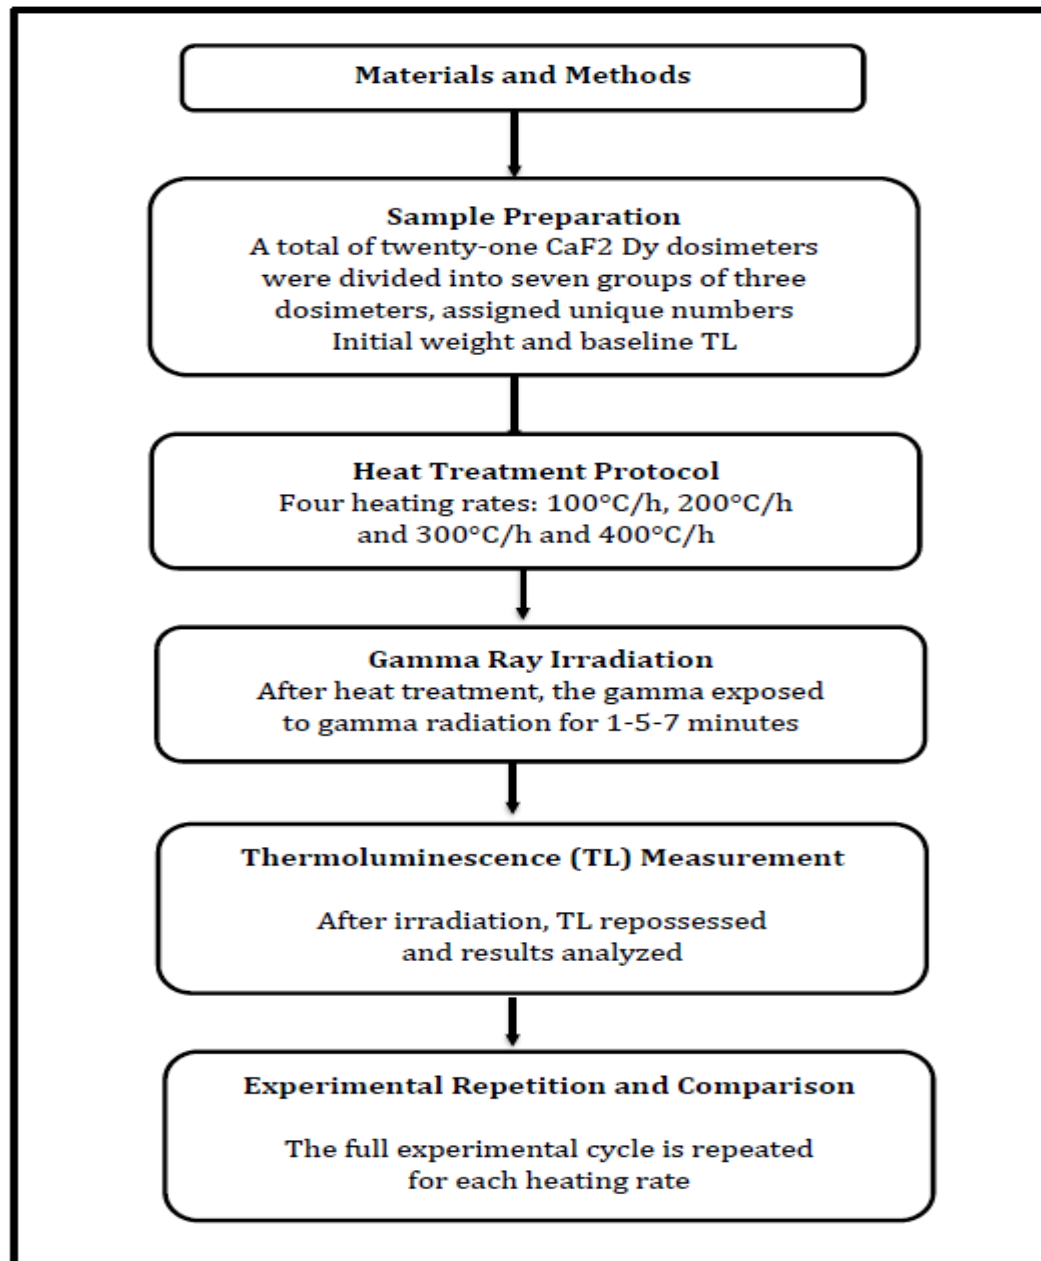 Materials and Methods
Sample Preparation
A total of twenty-one CaF2 Dy dosimeters
were divided into seven groups of three
dosimeters, assigned unique numbers
Initial weight and baseline TL
Heat Treatment Protocol
Four heating rates: 100°C/h, 200°C/h
and 300°C/h and 400°C/h
Gamma Ray Irradiation
After heat treatment, the gamma exposed
to gamma radiation for 1-5-7 minutes
Thermoluminescence (TL) Measurement
After irradiation, TL repossessed
and results analyzed
Experimental Repetition and Comparison
The full experimental cycle is repeated
for each heating rate